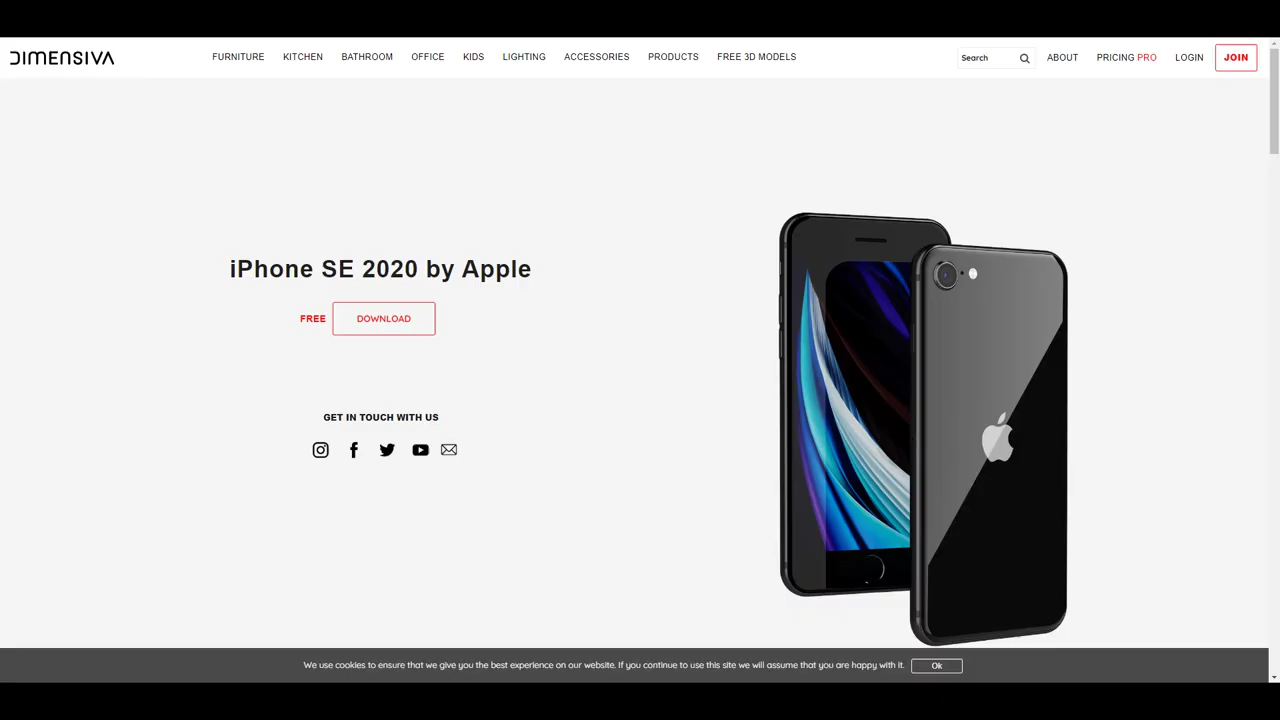 DIMENSIVA
FURNITURE KITCHEN BATHROOM OFFICE KIDS LIGHTING ACCESSORIES PRODUCTS FREE 3D MODELS Search ABOUT PRICING PRO LOGIN JOIN
iPhone SE 2020 by Apple
FREE DOWNLOAD
GET IN TOUCH WITH US
We use cookies to ensure that we give you the best experience on our website. If you continue to use this site we will assume that you are happy with it. Ok